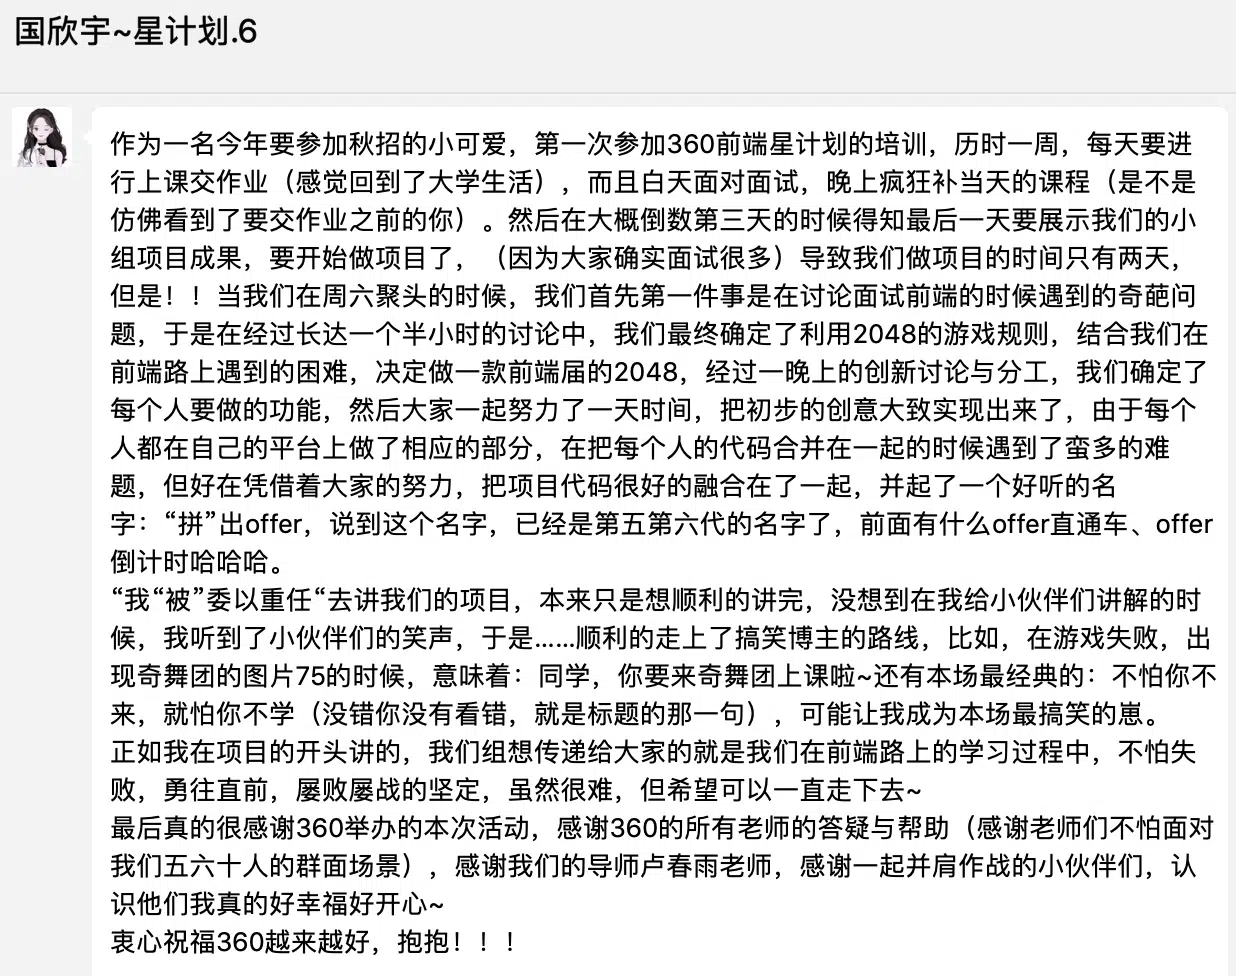 国欣宇~星计划.6
作为一名今年要参加秋招的小可爱，第一次参加360前端星计划的培训，历时一周，每天要进
行上课交作业（感觉回到了大学生活），而且白天面对面试，晚上疯狂补当天的课程（是不是
仿佛看到了要交作业之前的你）。然后在大概倒数第三天的时候得知最后一天要展示我们的小
组项目成果，要开始做项目了，（因为大家确实面试很多）导致我们做项目的时间只有两天，
但是！！当我们在周六聚头的时候，我们首先第一件事是在讨论面试前端的时候遇到的奇葩问
题，于是在经过长达一个半小时的讨论中，我们最终确定了利用2048的游戏规则，结合我们在
前端路上遇到的困难，决定做一款前端届的2048，经过一晚上的创新讨论与分工，我们确定了
每个人要做的功能，然后大家一起努力了一天时间，把初步的创意大致实现出来了，由于每个
人都在自己的平台上做了相应的部分，在把每个人的代码合并在一起的时候遇到了蛮多的难
题，但好在凭借着大家的努力，把项目代码很好的融合在了一起，并起了一个好听的名
字：“拼”出offer，说到这个名字，已经是第五第六代的名字了，前面有什么offer直通车、offer
倒计时哈哈哈。
“我“被”委以重任“去讲我们的项目，本来只是想顺利的讲完，没想到在我给小伙伴们讲解的时
候，我听到了小伙伴们的笑声，于是……顺利的走上了搞笑博主的路线，比如，在游戏失败，出
现奇舞团的图片75的时候，意味着：同学，你要来奇舞团上课啦~还有本场最经典的：不怕你不
来，就怕你不学（没错你没有看错，就是标题的那一句），可能让我成为本场最搞笑的崽。
正如我在项目的开头讲的，我们组想传递给大家的就是我们在前端路上的学习过程中，不怕失
败，勇往直前，屡败屡战的坚定，虽然很难，但希望可以一直走下去~
最后真的很感谢360举办的本次活动，感谢360的所有老师的答疑与帮助（感谢老师们不怕面对
我们五六十人的群面场景），感谢我们的导师卢春雨老师，感谢一起并肩作战的小伙伴们，认
识他们我真的好幸福好开心~
衷心祝福360越来越好，抱抱！！！